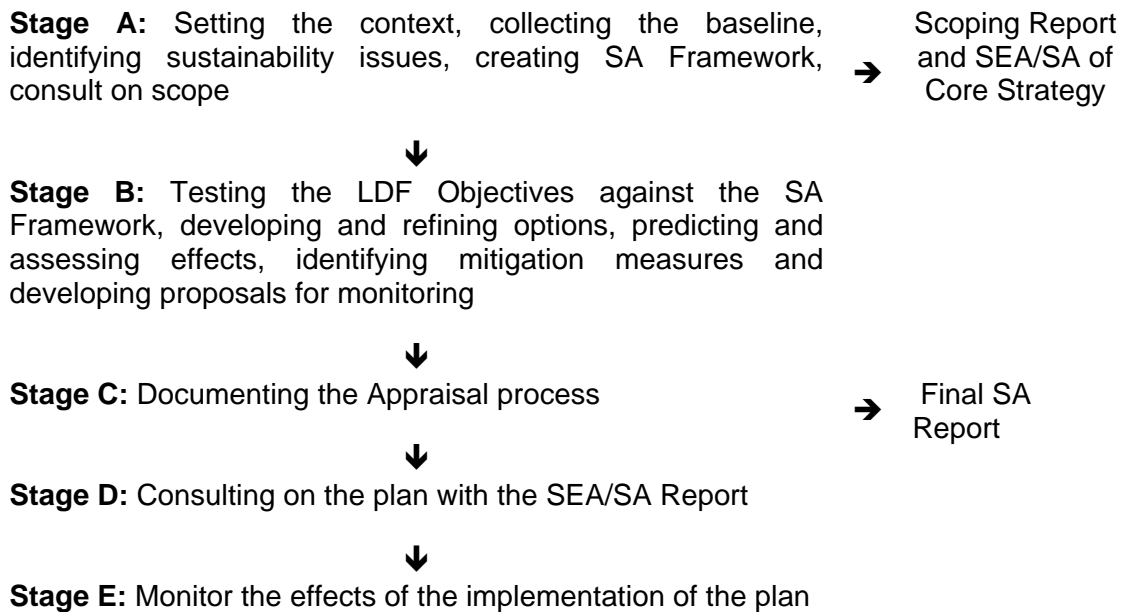 Stage A: Setting the context, collecting the baseline,
identifying sustainability issues, creating SA Framework,
consult on scope
➔
Scoping Report
and SEA/SA of
Core Strategy
Stage B: Testing the LDF Objectives against the SA
Framework, developing and refining options, predicting and
assessing effects, identifying mitigation measures and
developing proposals for monitoring
Stage C: Documenting the Appraisal process
➔
Final SA
Report
Stage D: Consulting on the plan with the SEA/SA Report
Stage E: Monitor the effects of the implementation of the plan